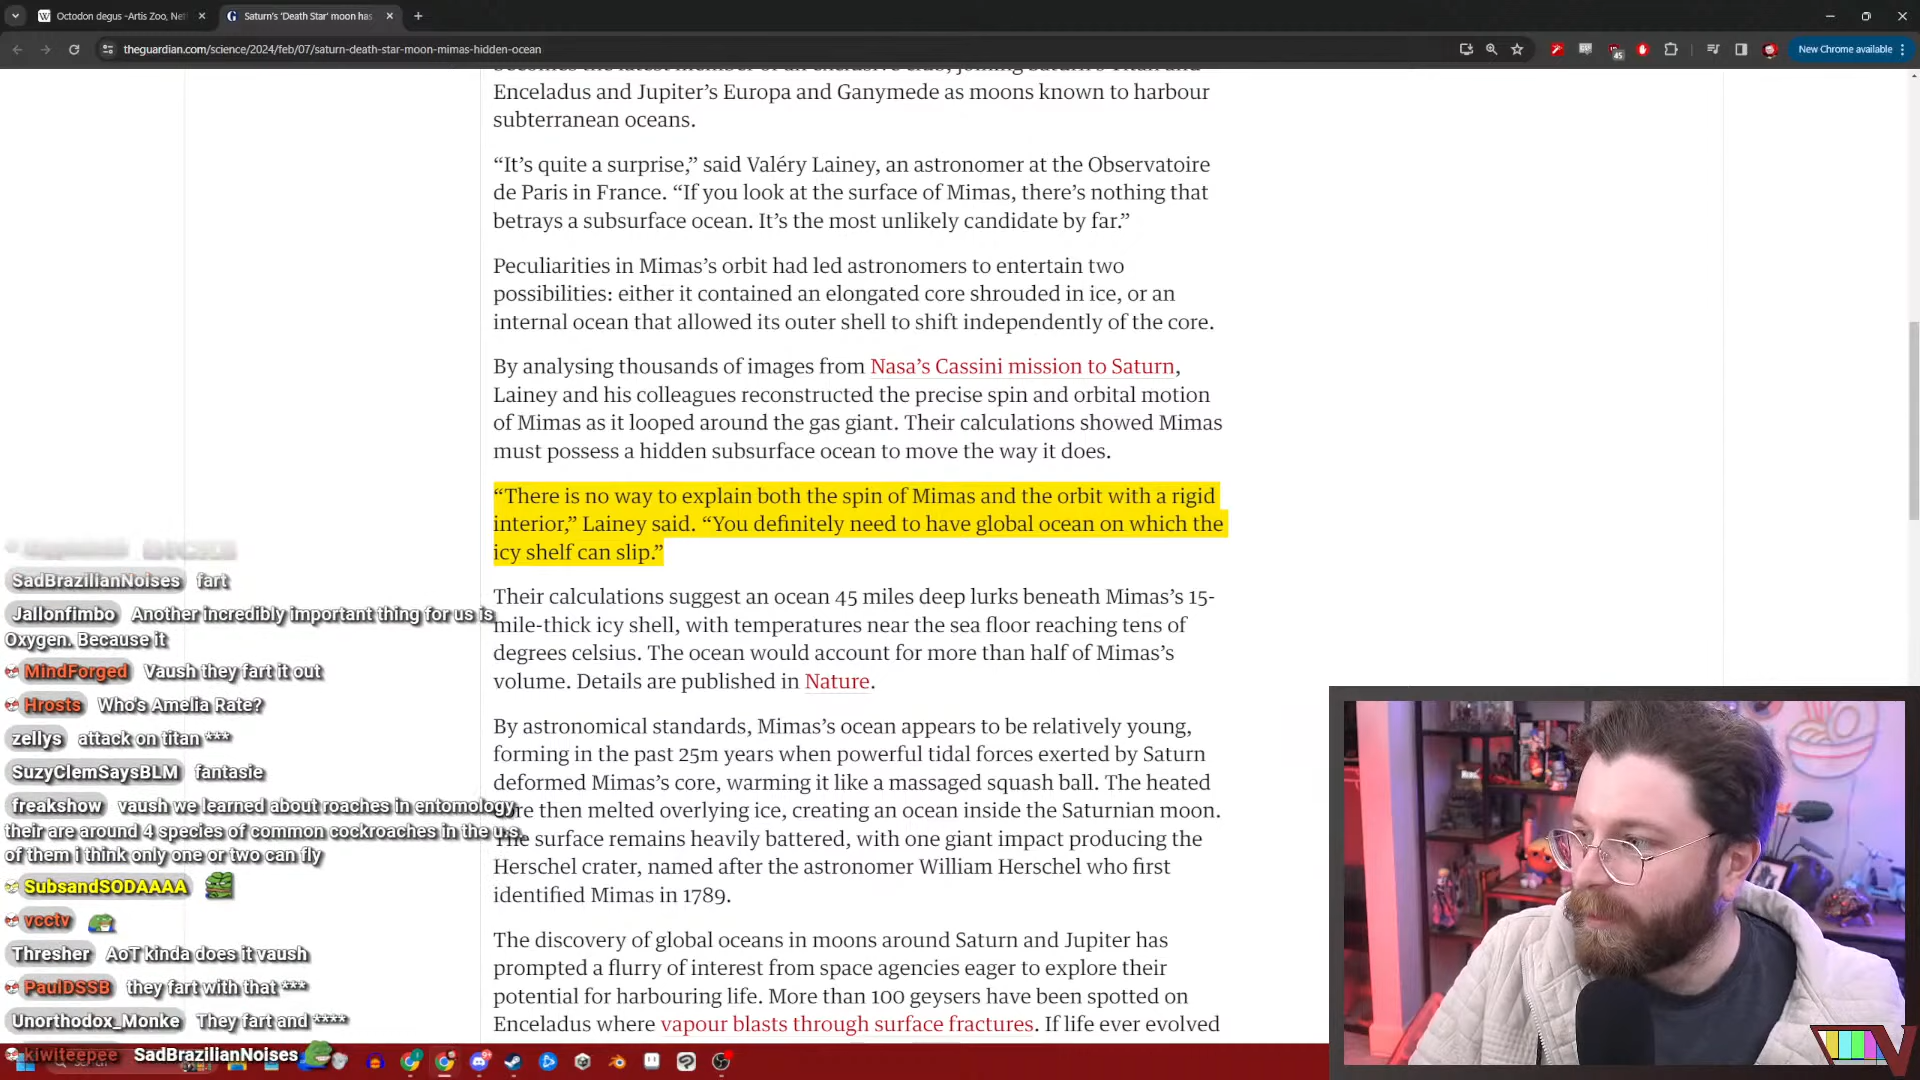 Octodon degus -Artis Zoo, Net
Saturn's 'Death Star' moon has
theguardian.com/science/2024/feb/07/saturn-death-star-moon-mimas-hidden-ocean
45
New Chrome available
Enceladus and Jupiter's Europa and Ganymede as moons known to harbour
subterranean oceans.
“It's quite a surprise,” said Valéry Lainey, an astronomer at the Observatoire
de Paris in France. “If you look at the surface of Mimas, there's nothing that
betrays a subsurface ocean. It's the most unlikely candidate by far.”
Peculiarities in Mimas's orbit had led astronomers to entertain two
possibilities: either it contained an elongated core shrouded in ice, or an
internal ocean that allowed its outer shell to shift independently of the core.
By analysing thousands of images from Nasa's Cassini mission to Saturn,
Lainey and his colleagues reconstructed the precise spin and orbital motion
of Mimas as it looped around the gas giant. Their calculations showed Mimas
must possess a hidden subsurface ocean to move the way it does.
“There is no way to explain both the spin of Mimas and the orbit with a rigid
interior,” Lainey said. “You definitely need to have global ocean on which the
icy shelf can slip.”
Their calculations suggest an ocean 45 miles deep lurks beneath Mimas's 15-
mile-thick icy shell, with temperatures near the sea floor reaching tens of
degrees celsius. The ocean would account for more than half of Mimas's
volume. Details are published in Nature.
By astronomical standards, Mimas's ocean appears to be relatively young,
forming in the past 25m years when powerful tidal forces exerted by Saturn
deformed Mimas's core, warming it like a massaged squash ball. The heated
then melted overlying ice, creating an ocean inside the Saturnian moon.
surface remains heavily battered, with one giant impact producing the
Herschel crater, named after the astronomer William Herschel who first
identified Mimas in 1789.
The discovery of global oceans in moons around Saturn and Jupiter has
prompted a flurry of interest from space agencies eager to explore their
potential for harbouring life. More than 100 geysers have been spotted on
Enceladus where vapour blasts through surface fractures. If life ever evolved
SadBrazilianNoises fart
Jallonfimbo Another incredibly important thing for us is
Oxygen. Because it
MindForged Vaush they fart it out
Hrosts Who's Amelia Rate?
zellys attack on titan ***
SuzyClemSaysBLM fantasie
freakshow vaush we learned about roaches in entomology,
their are around 4 species of common cockroaches in the u.s.
of them i think only one or two can fly
SubsandSODAAAA
vcctv
Thresher AoT kinda does it vaush
PaulDSSB they fart with that ***
Unorthodox_Monke They fart and ****
kiwiteepee SadBrazilianNoises